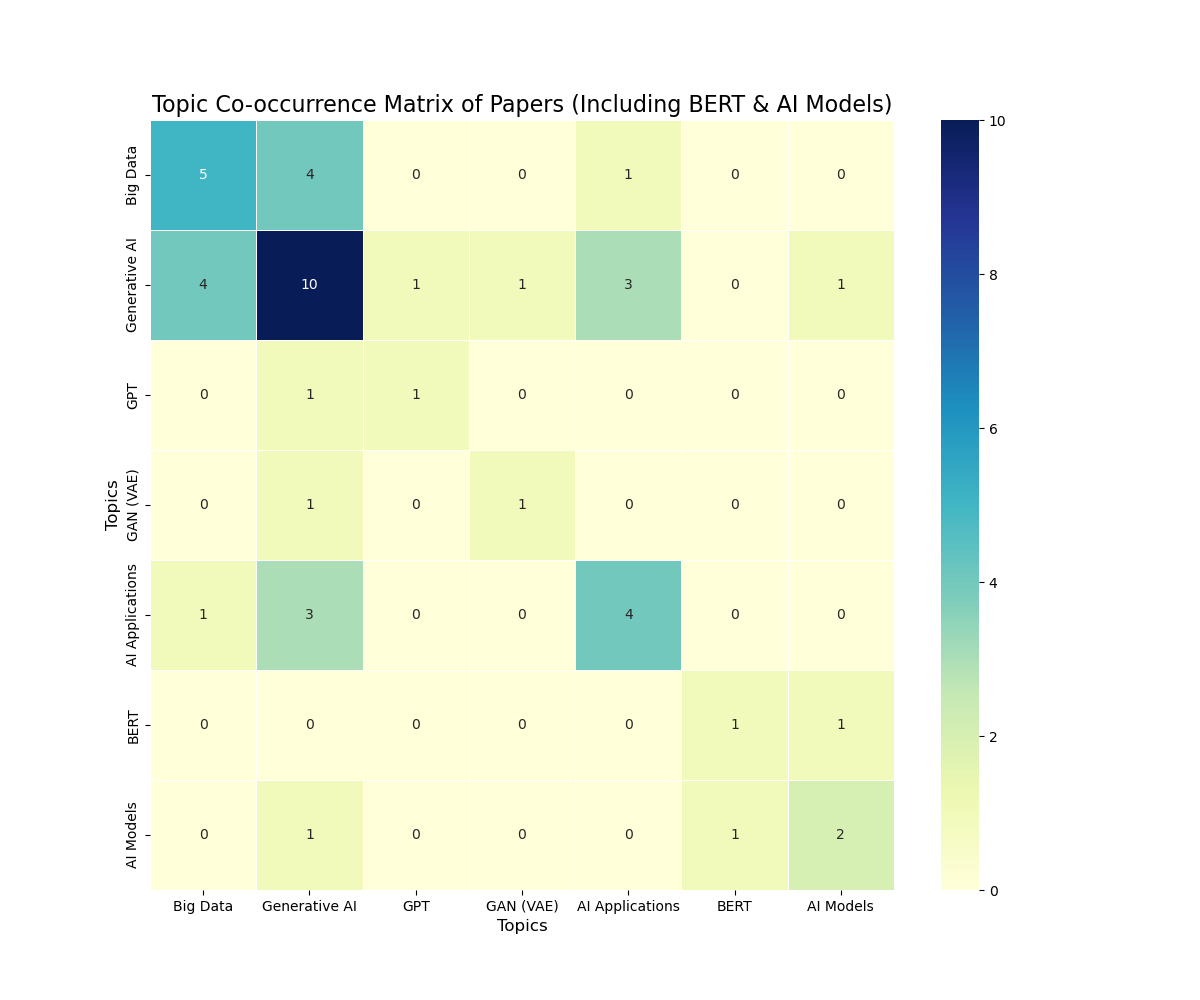 Topic Co-occurrence Matrix of Papers (Including BERT & AI Models)
10
Big Data
5 4 0 0 1 0 0
8
Generative AI
4 10 1 1 3 0 1
GPT
0 1 1 0 0 0 0
6
Topics
GAN (VAE)
0 1 0 1 0 0 0
4
AI Applications
1 3 0 0 4 0 0
BERT
0 0 0 0 0 1 1
2
AI Models
0 1 0 0 0 1 2
0
Big Data Generative AI GPT GAN (VAE) AI Applications BERT AI Models
Topics